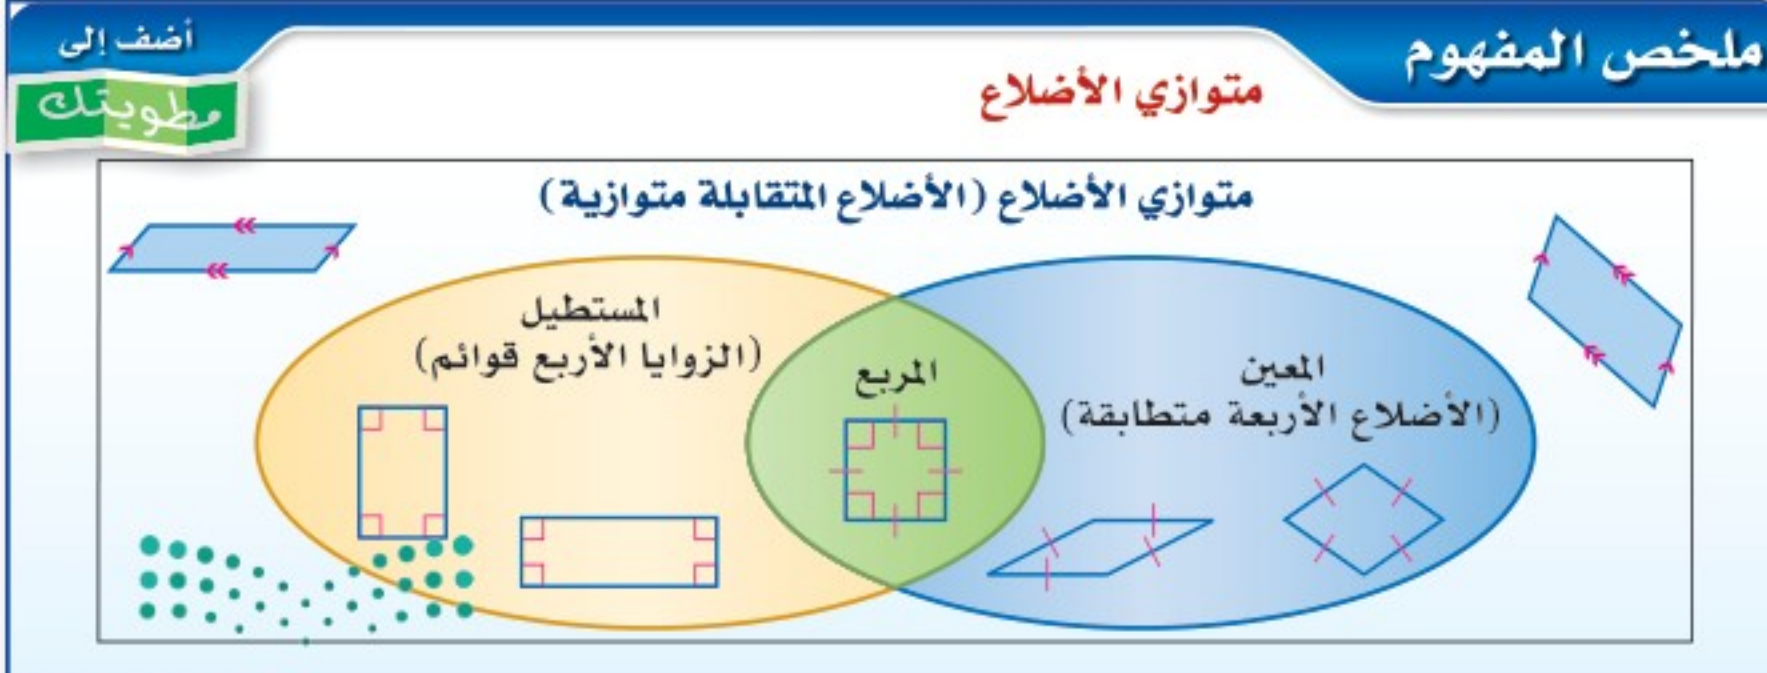 ملخص المفهوم
أضف إلى
مطويتك
متوازي الأضلاع
متوازي الأضلاع (الأضلاع المتقابلة متوازية)
المستطيل
(الزوايا الأربع قوائم)
المربع
المعين
(الأضلاع الأربعة متطابقة)